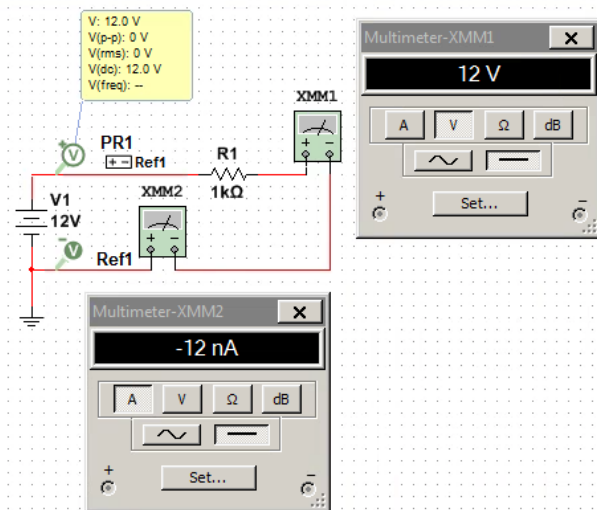 V: 12.0 V
V(p-p): 0 V
V(rms): 0 V
V(dc): 12.0 V
V(freq): --
Multimeter-XMM1
12 V
A V Ω dB
+ −
Set...
XMM1
+ −
V
PR1
+ − Ref1
R1
1kΩ
V1
12V
XMM2
+ −
V
Ref1
Multimeter-XMM2
-12 nA
A V Ω dB
+ −
Set...